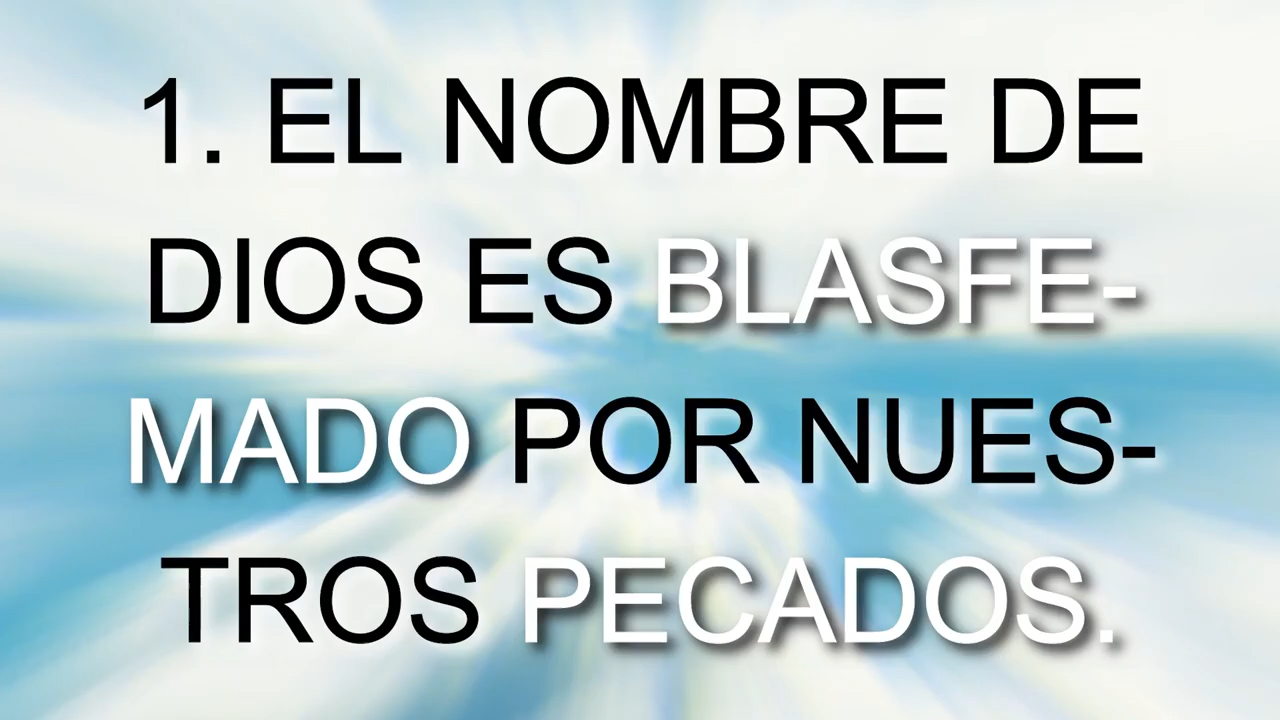 1. EL NOMBRE DE
DIOS ES BLASFE-
MADO POR NUES-
TROS PECADOS.